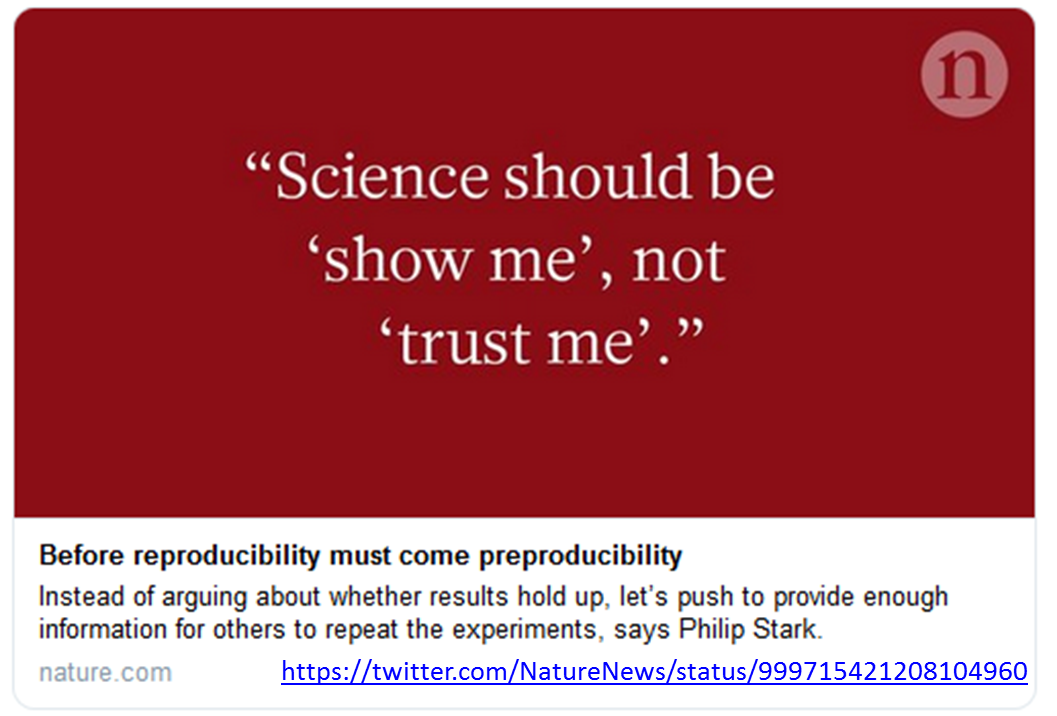 n
“Science should be
‘show me’, not
‘trust me’.”
Before reproducibility must come preproducibility
Instead of arguing about whether results hold up, let’s push to provide enough
information for others to repeat the experiments, says Philip Stark.
nature.com https://twitter.com/NatureNews/status/999715421208104960